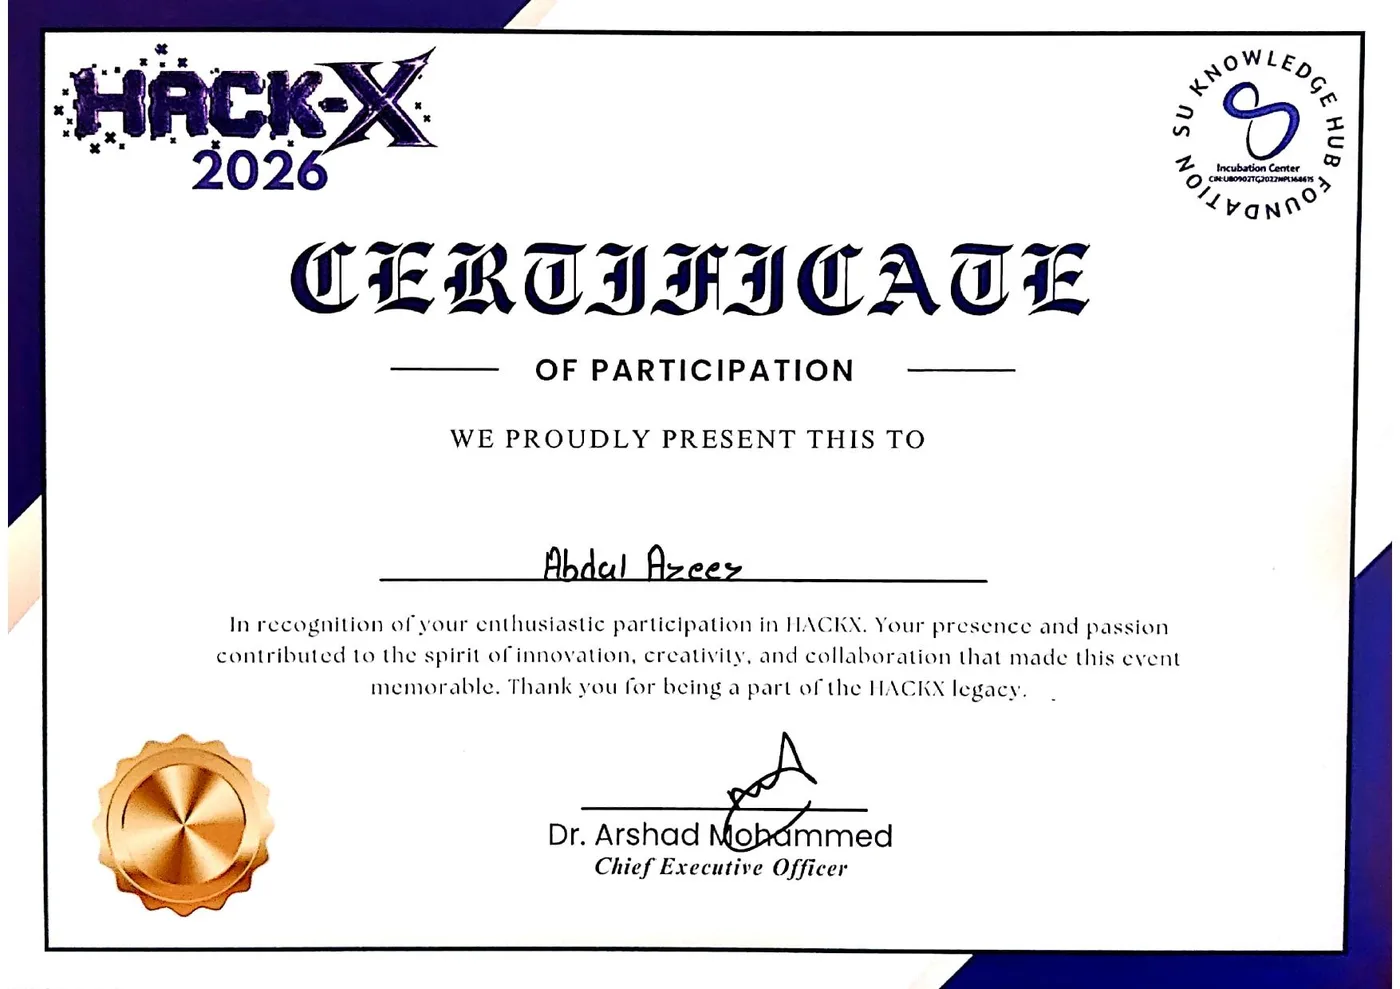 HACK-X
2026
SU KNOWLEDGE HUB FOUNDATION
Incubation Center
CERTIFICATE
OF PARTICIPATION
WE PROUDLY PRESENT THIS TO
Abdul Azeez
In recognition of your enthusiastic participation in HACKX. Your presence and passion
contributed to the spirit of innovation, creativity, and collaboration that made this event
memorable. Thank you for being a part of the HACKX legacy.
Dr. Arshad Mohammed
Chief Executive Officer